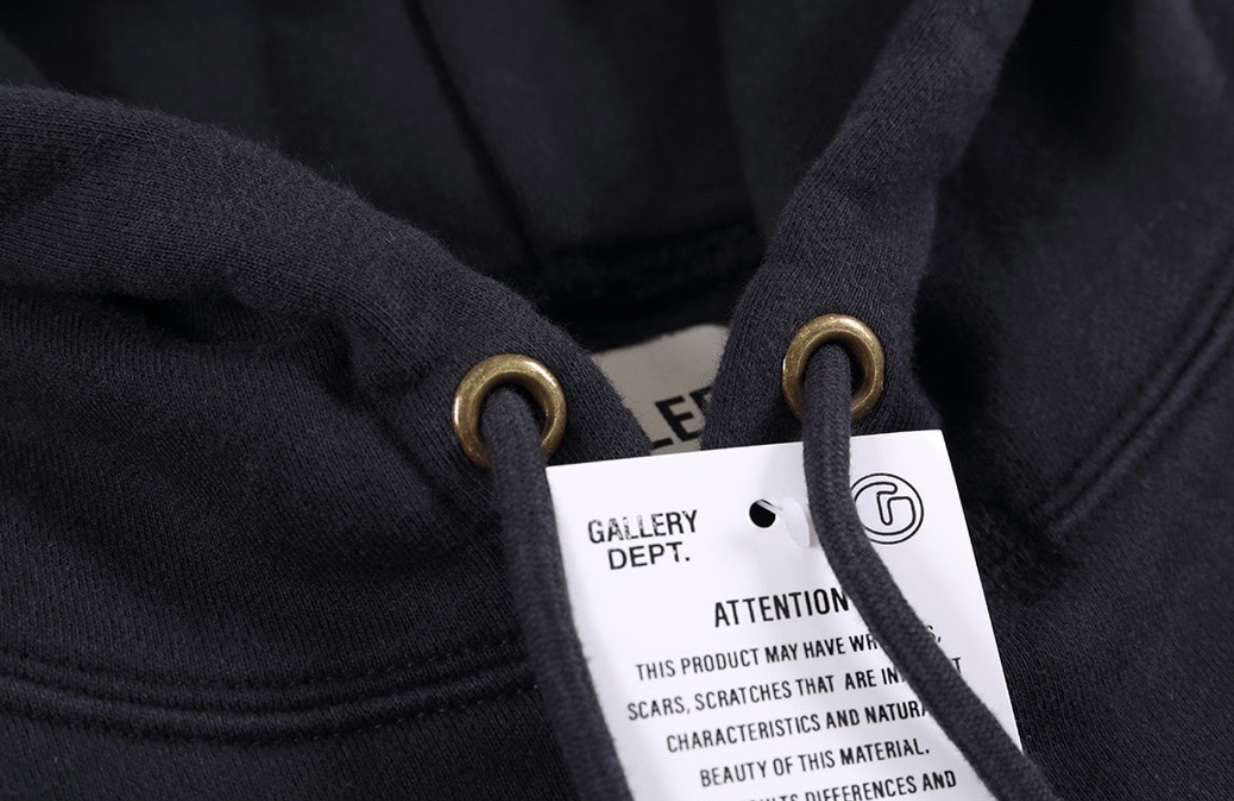 GALLERY
DEPT.
ATTENTION
THIS PRODUCT MAY HAVE
SCARS, SCRATCHES THAT ARE
CHARACTERISTICS AND
BEAUTY OF THIS MATERIAL.
DIFFERENCES AND